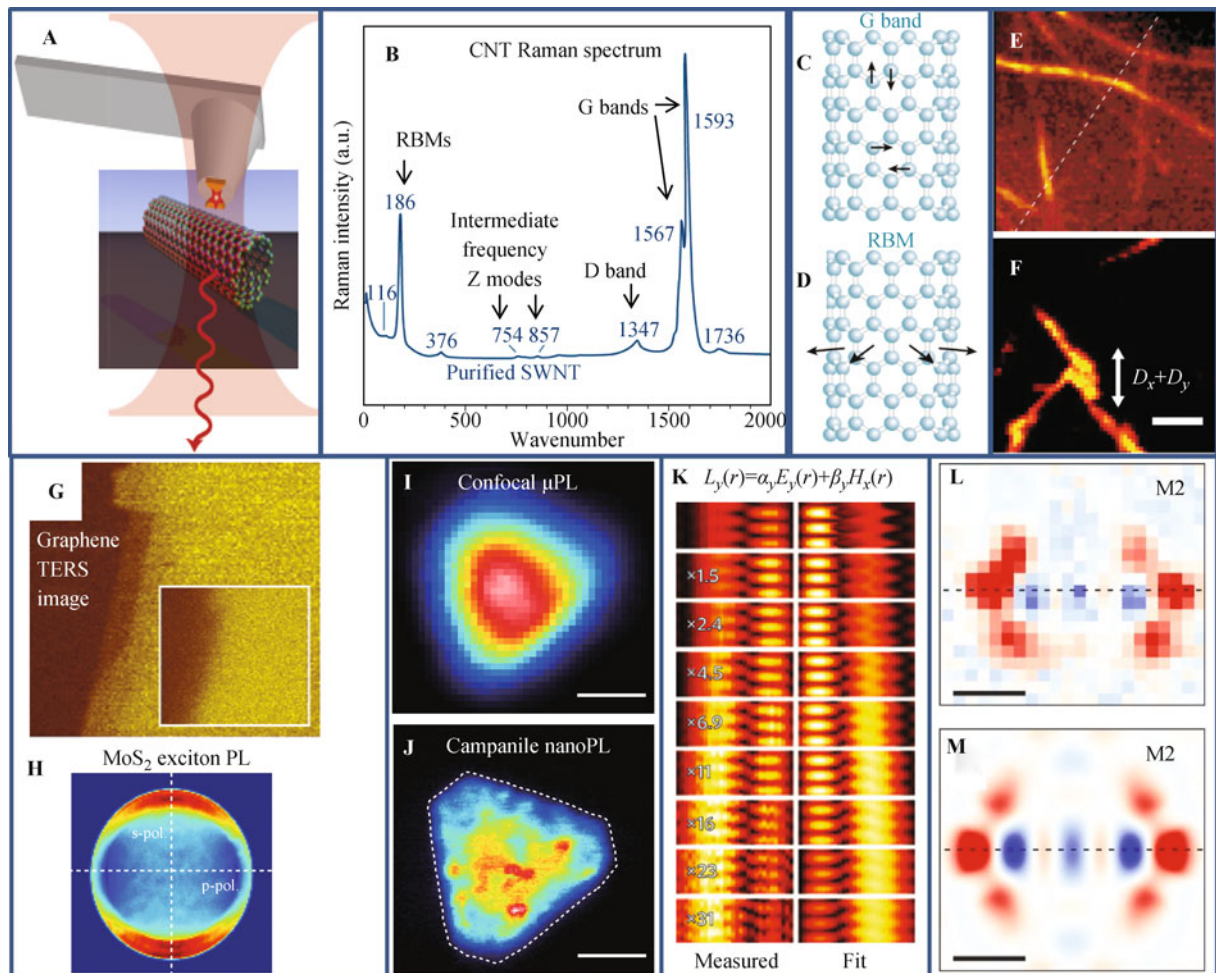 A
B
CNT Raman spectrum
G bands
1593
RBMs
186
Intermediate
frequency
Z modes
1567
D band
116
376
754
857
1347
1736
Purified SWNT
Raman intensity (a.u.)
0
500
1000
1500
2000
Wavenumber
G band
C
RBM
D
E
F
Dx+Dy
G
Graphene
TERS
image
H
MoS2 exciton PL
s-pol.
p-pol.
I
Confocal μPL
J
Campanile nanoPL
K
Ly(r)=αyEy(r)+βyHx(r)
×1.5
×2.4
×4.5
×6.9
×11
×16
×23
×31
Measured
Fit
L
M2
M
M2